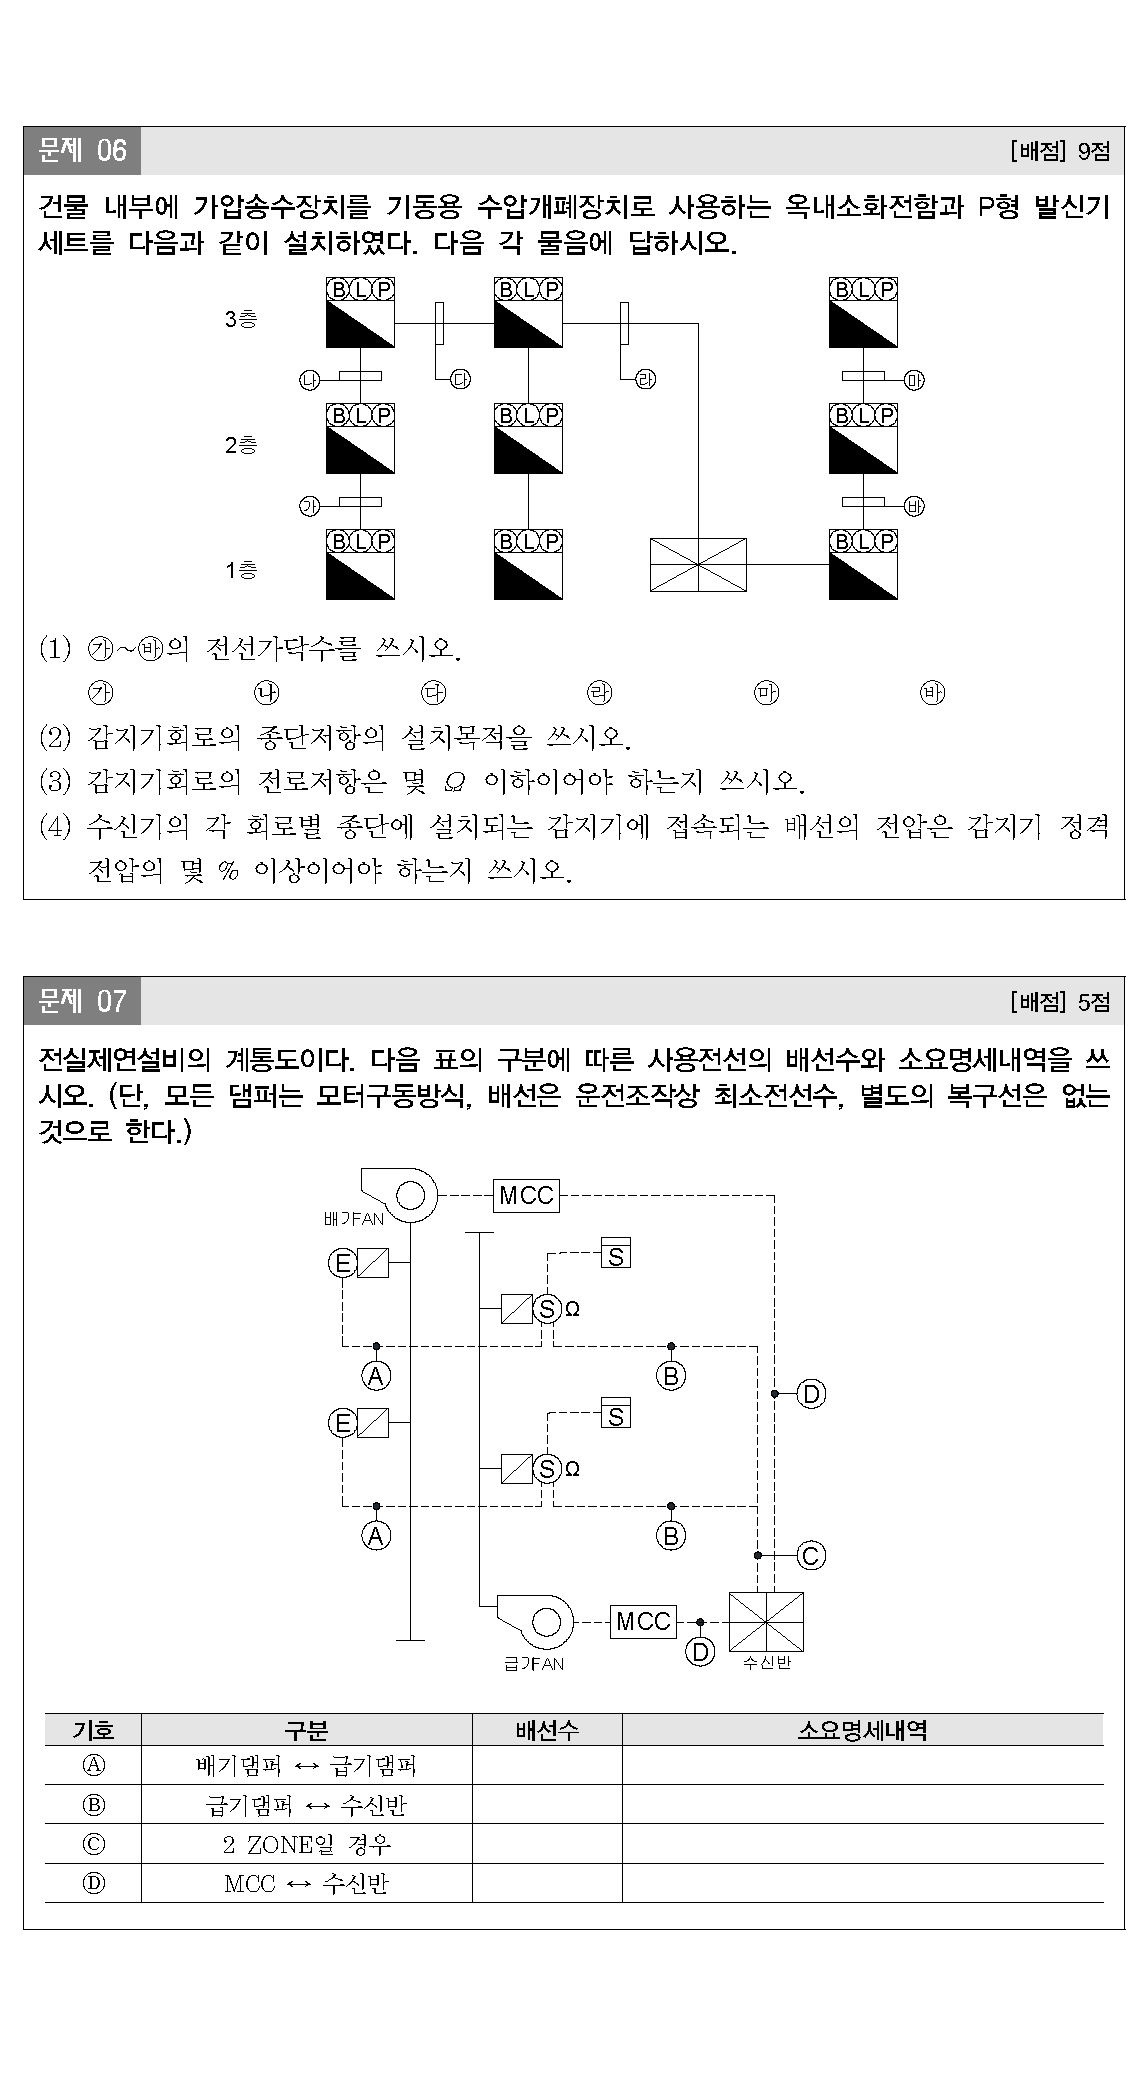 문제 06
[배점] 9점
건물 내부에 가압송수장치를 기동용 수압개폐장치로 사용하는 옥내소화전함과 P형 발신기
세트를 다음과 같이 설치하였다. 다음 각 물음에 답하시오.
B L P B L P B L P
3층
㉯ ㉰ ㉱ ㉲
B L P B L P B L P
2층
㉮ ㉳
B L P B L P B L P
1층
(1) ㉮~㉳의 전선가닥수를 쓰시오.
㉮ ㉯ ㉰ ㉱ ㉲ ㉳
(2) 감지기회로의 종단저항의 설치목적을 쓰시오.
(3) 감지기회로의 전로저항은 몇 Ω 이하이어야 하는지 쓰시오.
(4) 수신기의 각 회로별 종단에 설치되는 감지기에 접속되는 배선의 전압은 감지기 정격
전압의 몇 % 이상이어야 하는지 쓰시오.
문제 07
[배점] 5점
전실제연설비의 계통도이다. 다음 표의 구분에 따른 사용전선의 배선수와 소요명세내역을 쓰
시오. (단, 모든 댐퍼는 모터구동방식, 배선은 운전조작상 최소전선수, 별도의 복구선은 없는
것으로 한다.)
MCC
배기FAN
E S
S Ω
A B D
E S
S Ω
A B
C
MCC
D
급기FAN 수신반
기호 구분 배선수 소요명세내역
Ⓐ 배기댐퍼 ↔ 급기댐퍼
Ⓑ 급기댐퍼 ↔ 수신반
Ⓒ 2 ZONE일 경우
Ⓓ MCC ↔ 수신반